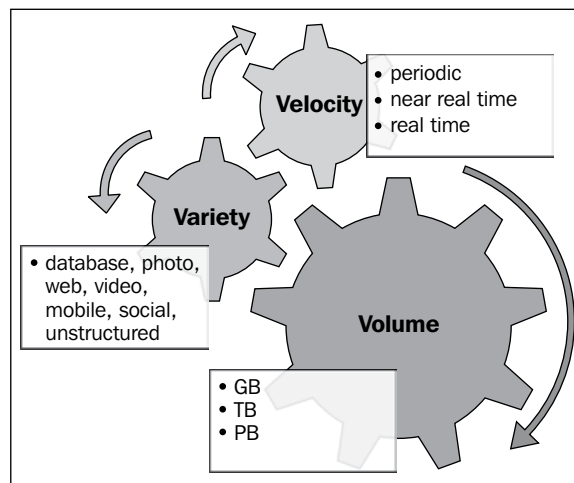 Velocity
• periodic
• near real time
• real time
Variety
• database, photo,
web, video,
mobile, social,
unstructured
Volume
• GB
• TB
• PB